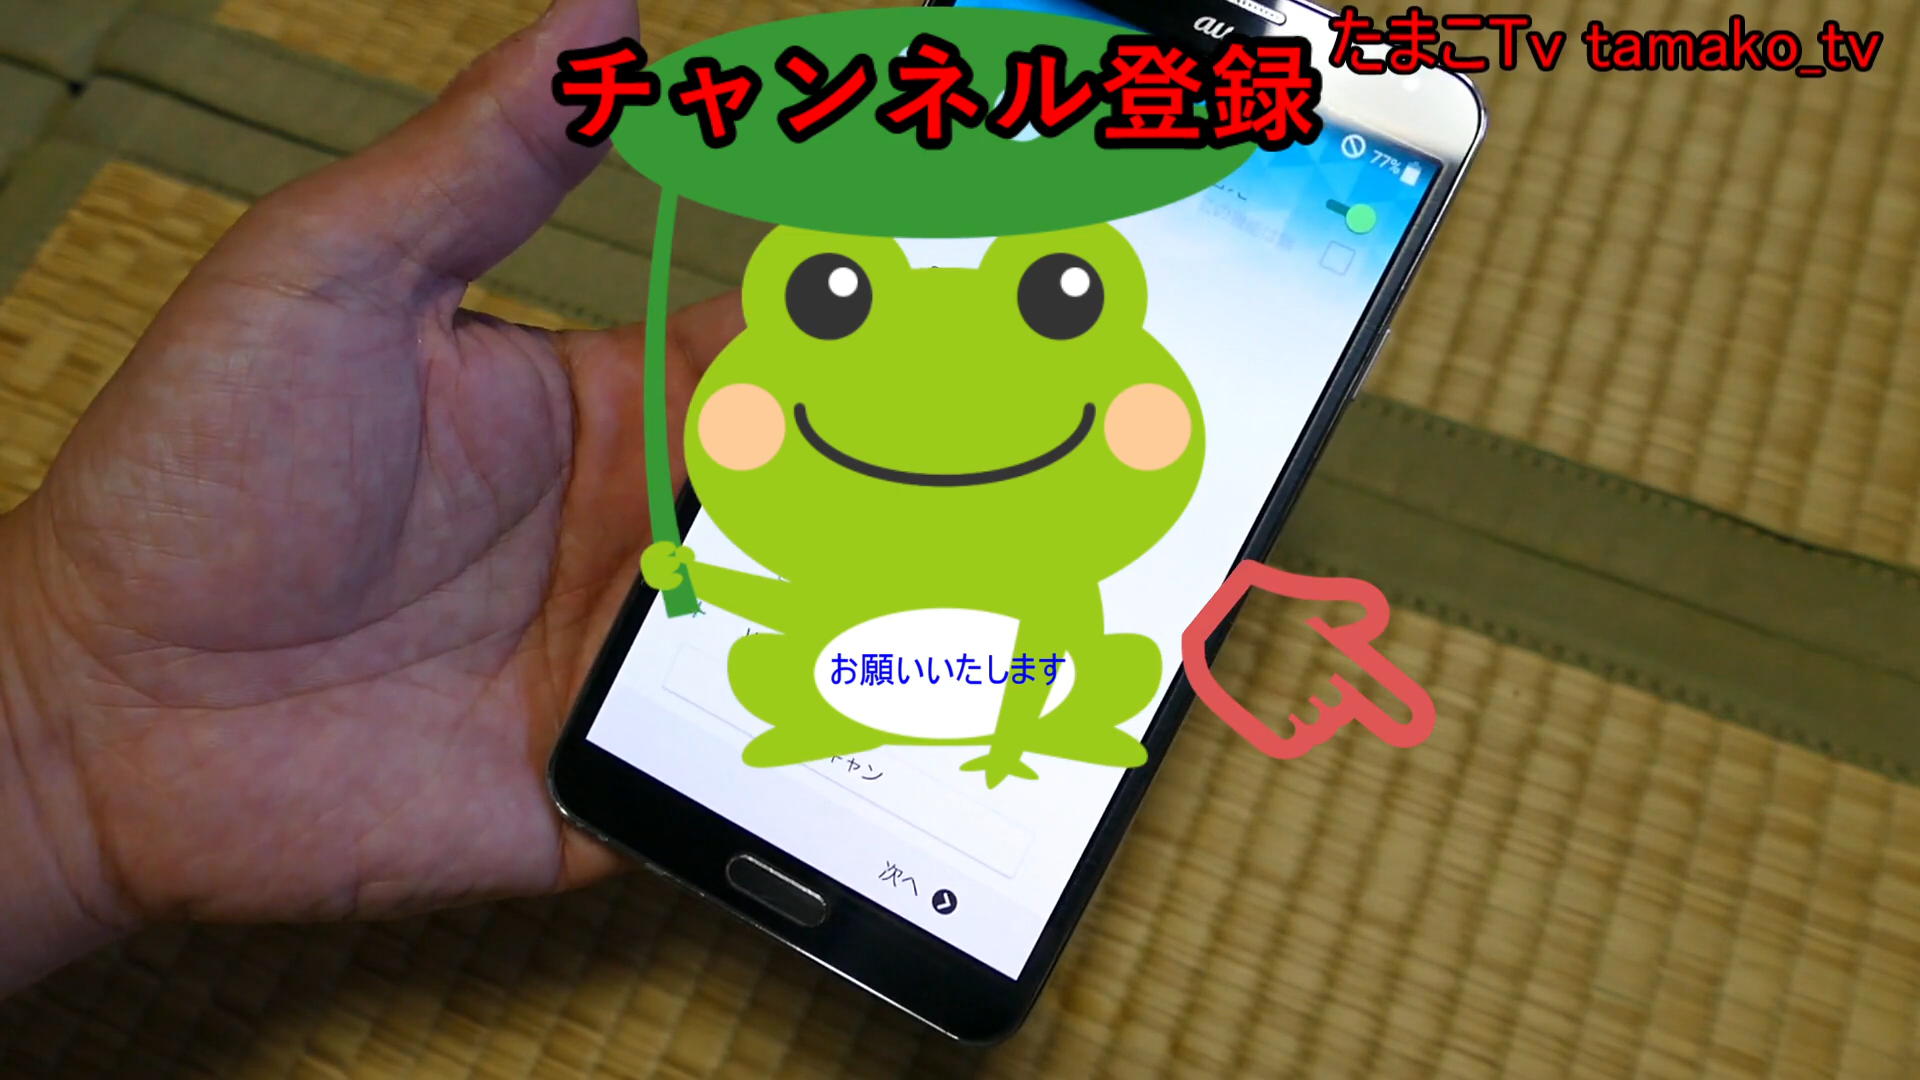 au
チャンネル登録
たまこTv tamako_tv
77%
お願いいたします
次へ